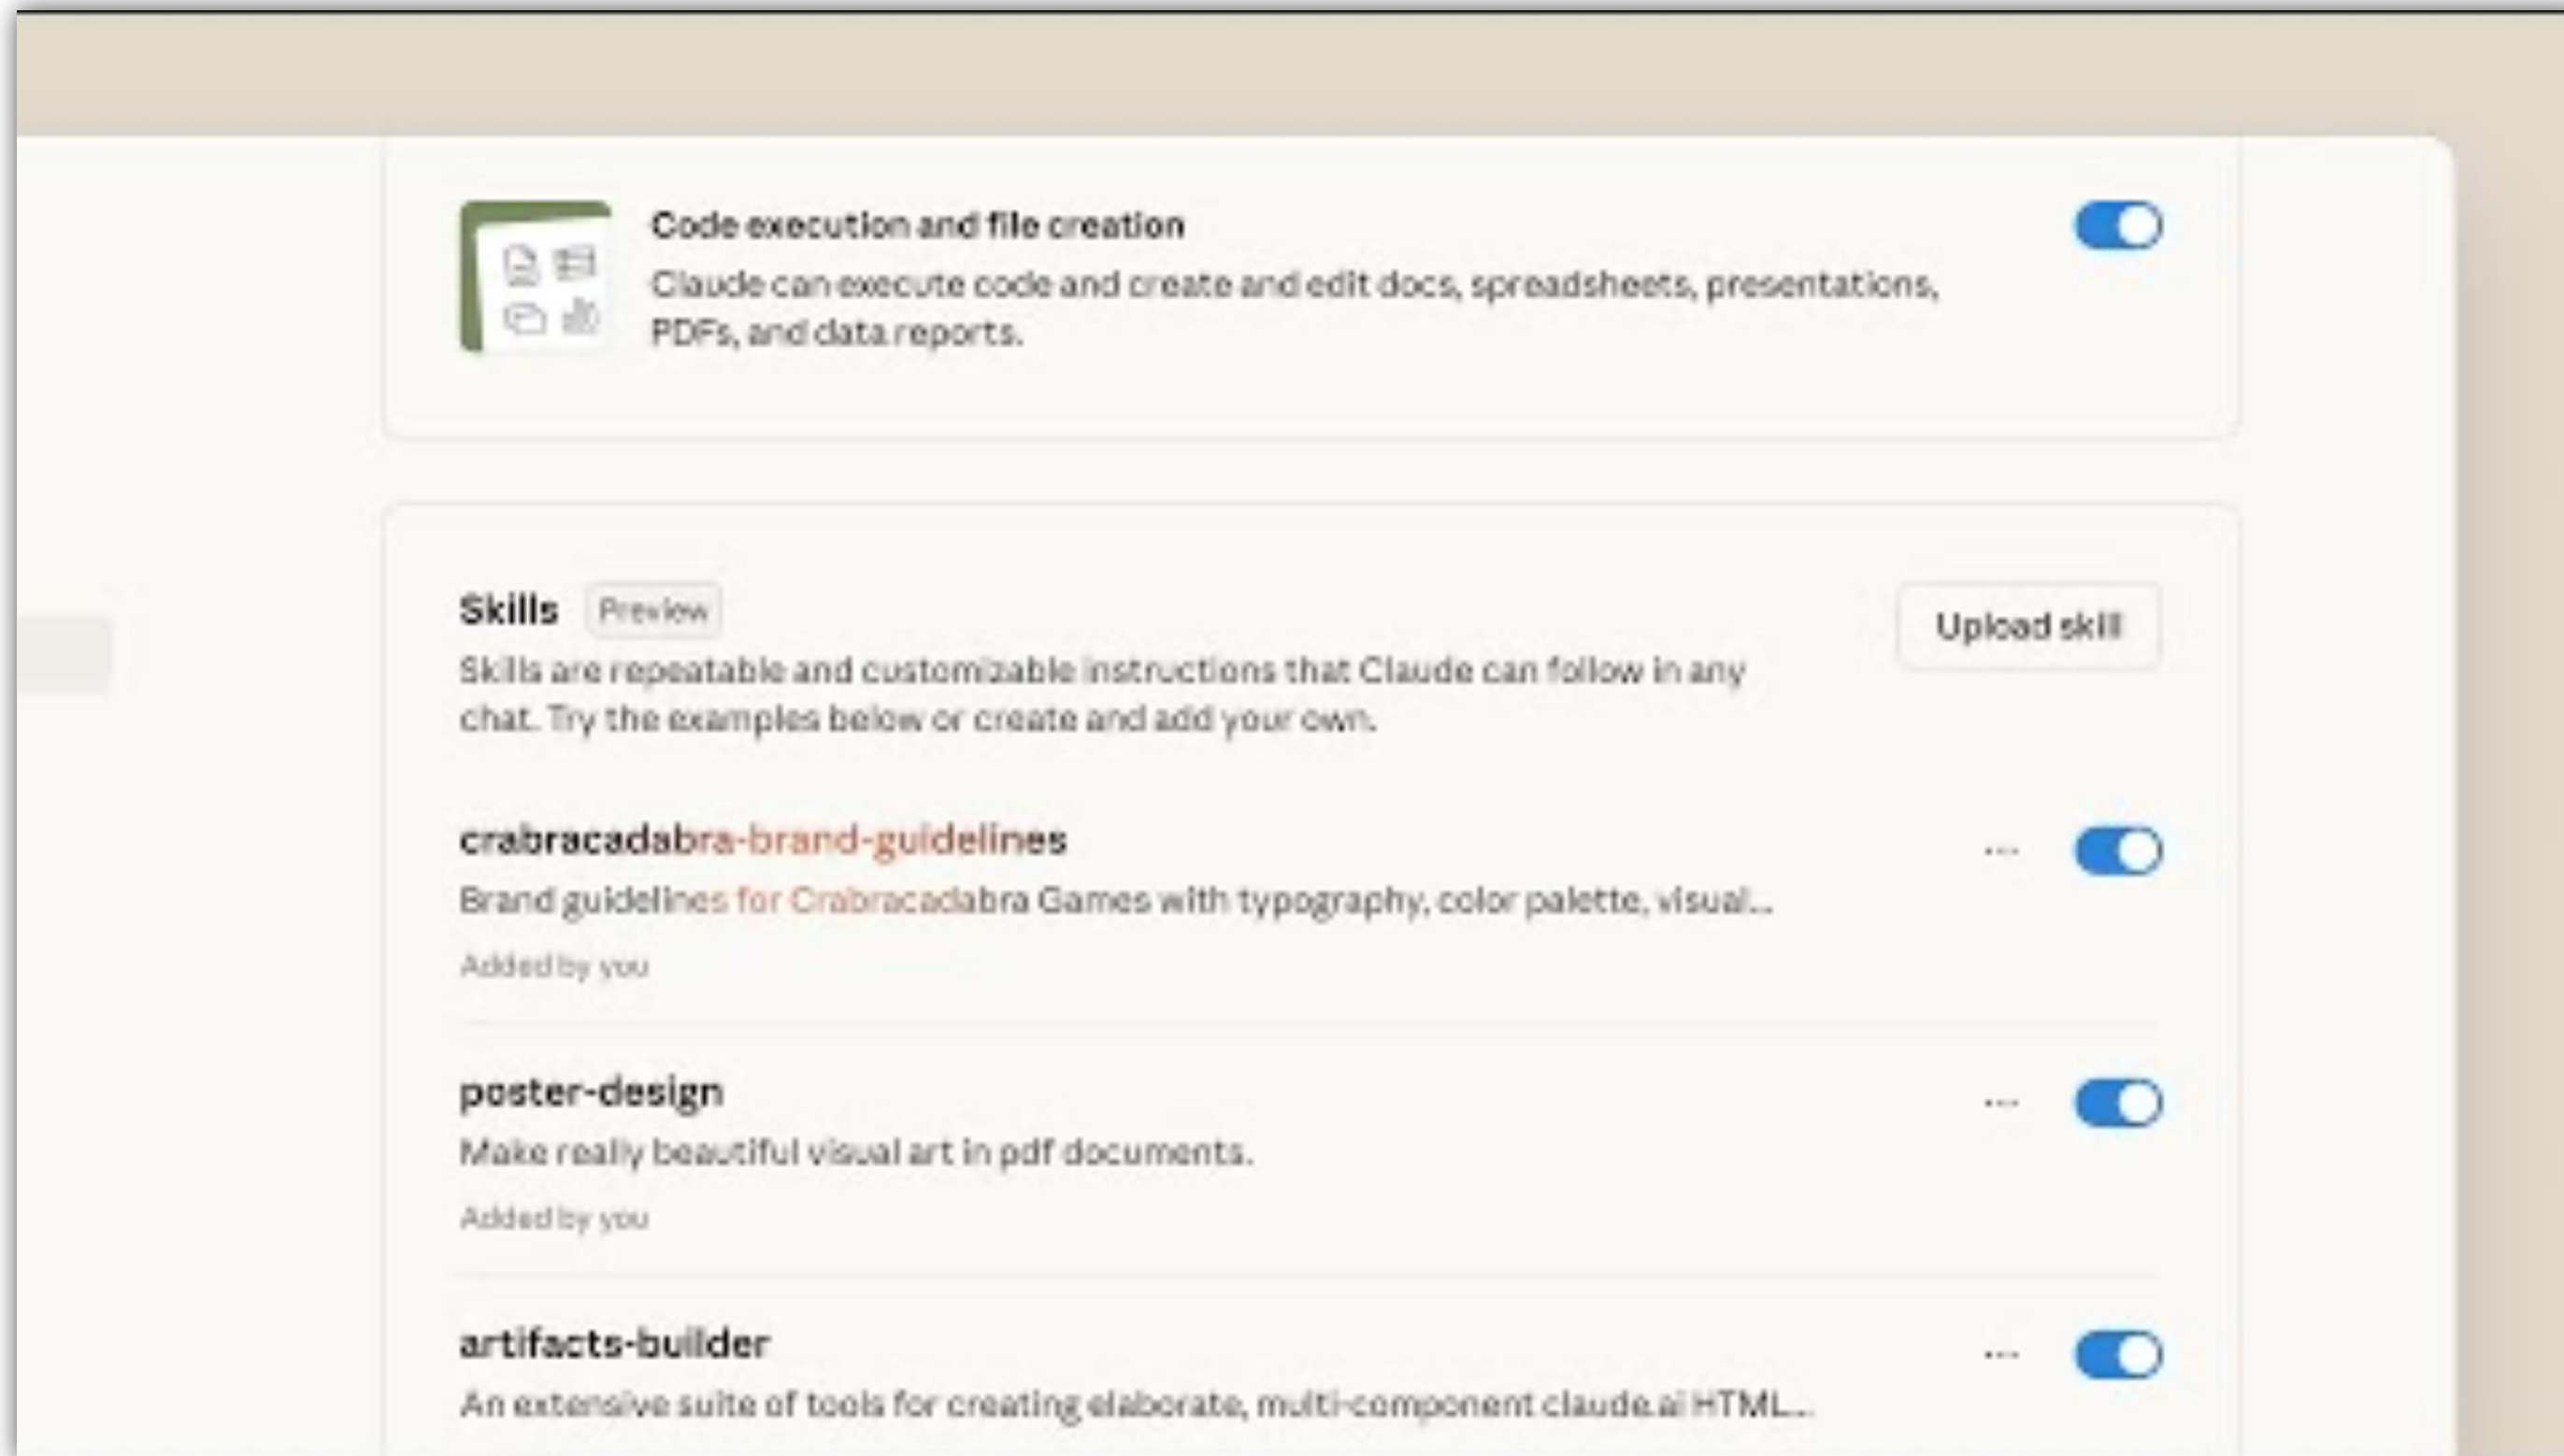 Code execution and file creation
Claude can execute code and create and edit docs, spreadsheets, presentations,
PDFs, and data reports.
Skills Preview
Upload skill
Skills are repeatable and customizable instructions that Claude can follow in any
chat. Try the examples below or create and add your own.
crabracadabra-brand-guidelines
Brand guidelines for Crabracadabra Games with typography, color palette, visual...
Added by you
poster-design
Make really beautiful visual art in pdf documents.
Added by you
artifacts-builder
An extensive suite of tools for creating elaborate, multi-component claude.ai HTML...